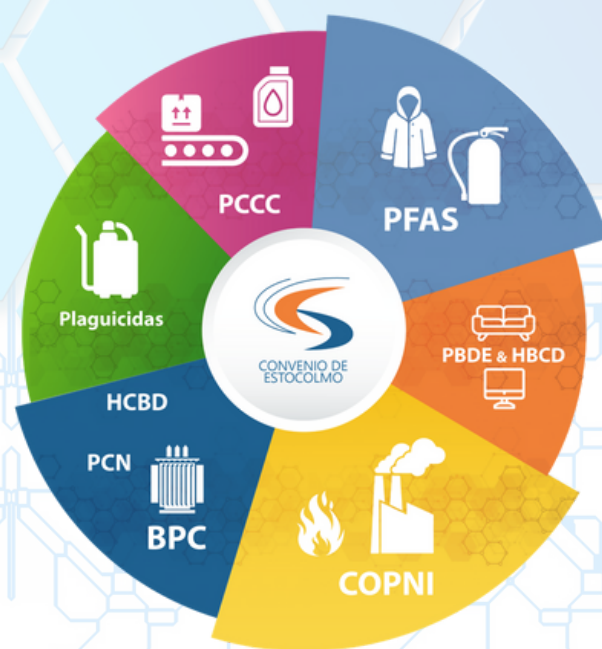 PCCC
PFAS
Plaguicidas
PBDE & HBCD
CONVENIO DE
ESTOCOLMO
HCBD
PCN
BPC
COPNI